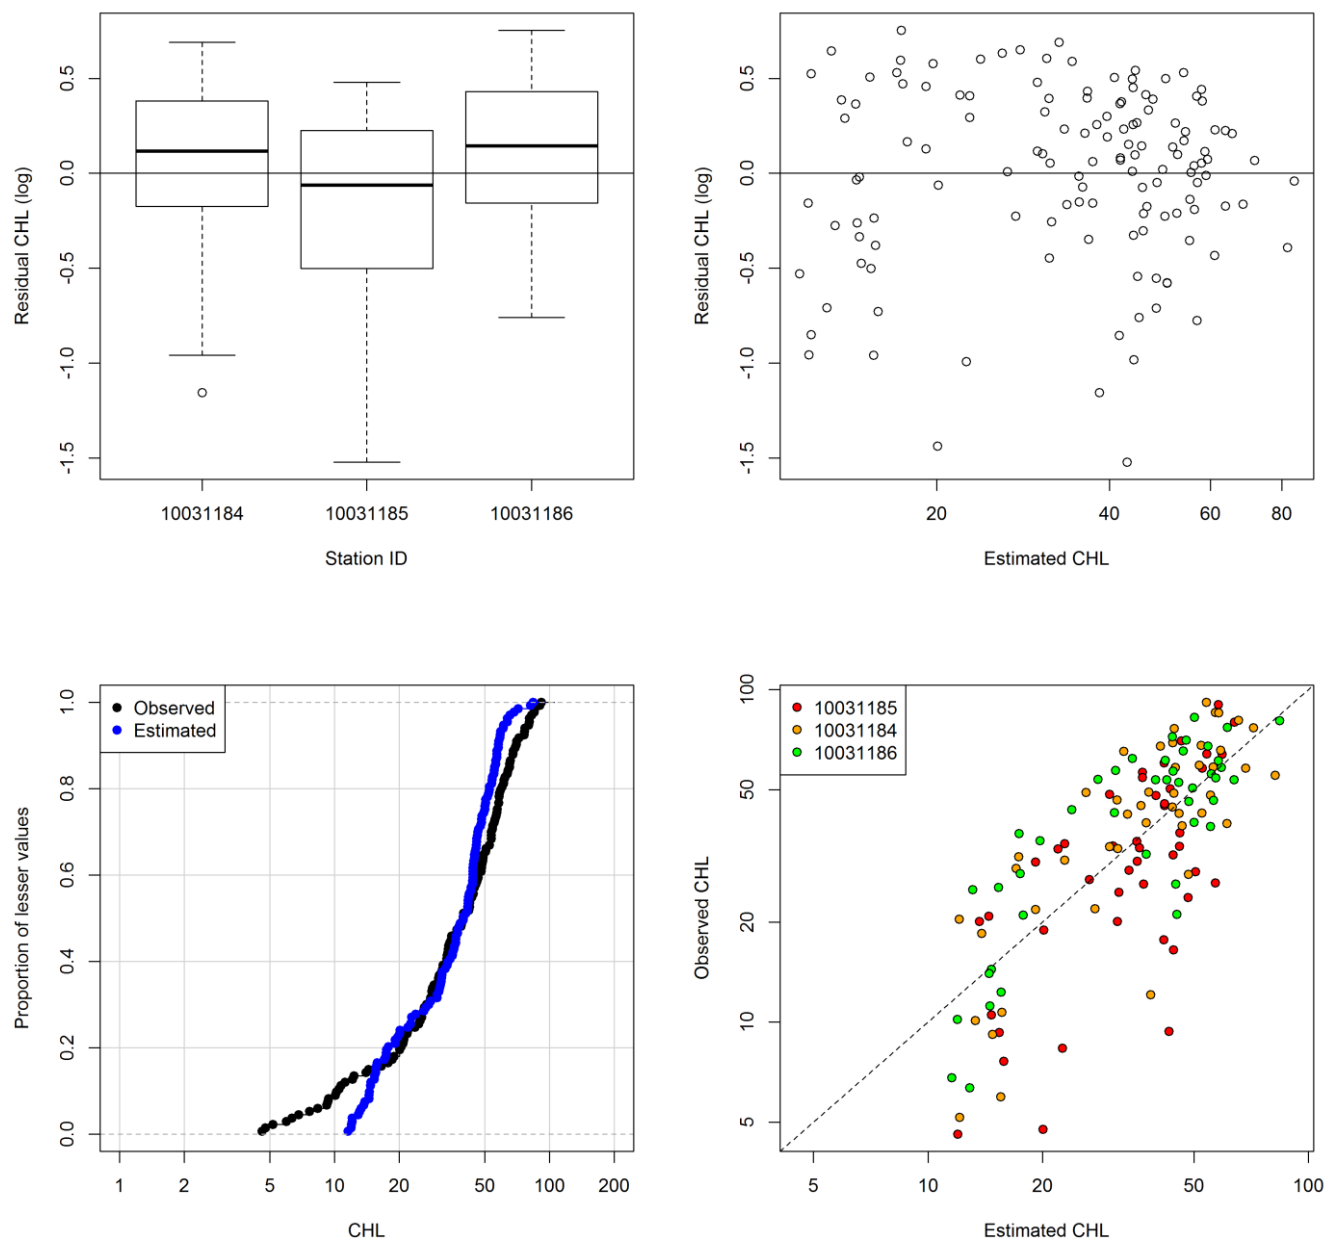 0.5
0.0
-0.5
-1.0
-1.5
Residual CHL (log)
10031184 10031185 10031186
Station ID
0.5
0.0
-0.5
-1.0
-1.5
Residual CHL (log)
20 40 60 80
Estimated CHL
Observed
Estimated
1.0
0.8
0.6
0.4
0.2
0.0
Proportion of lesser values
1 2 5 10 20 50 100 200
CHL
10031185
10031184
10031186
100
50
20
10
5
Observed CHL
5 10 20 50 100
Estimated CHL